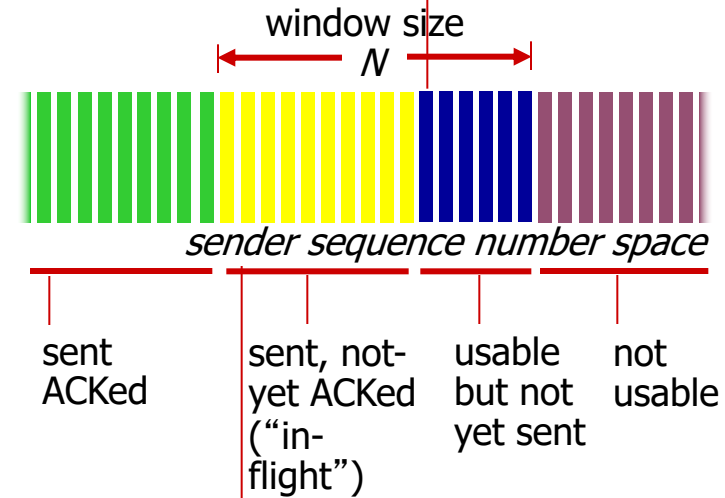 window size
N
sender sequence number space
sent
ACKed
sent, not-
yet ACKed
(“in-
flight”)
usable
but not
yet sent
not
usable